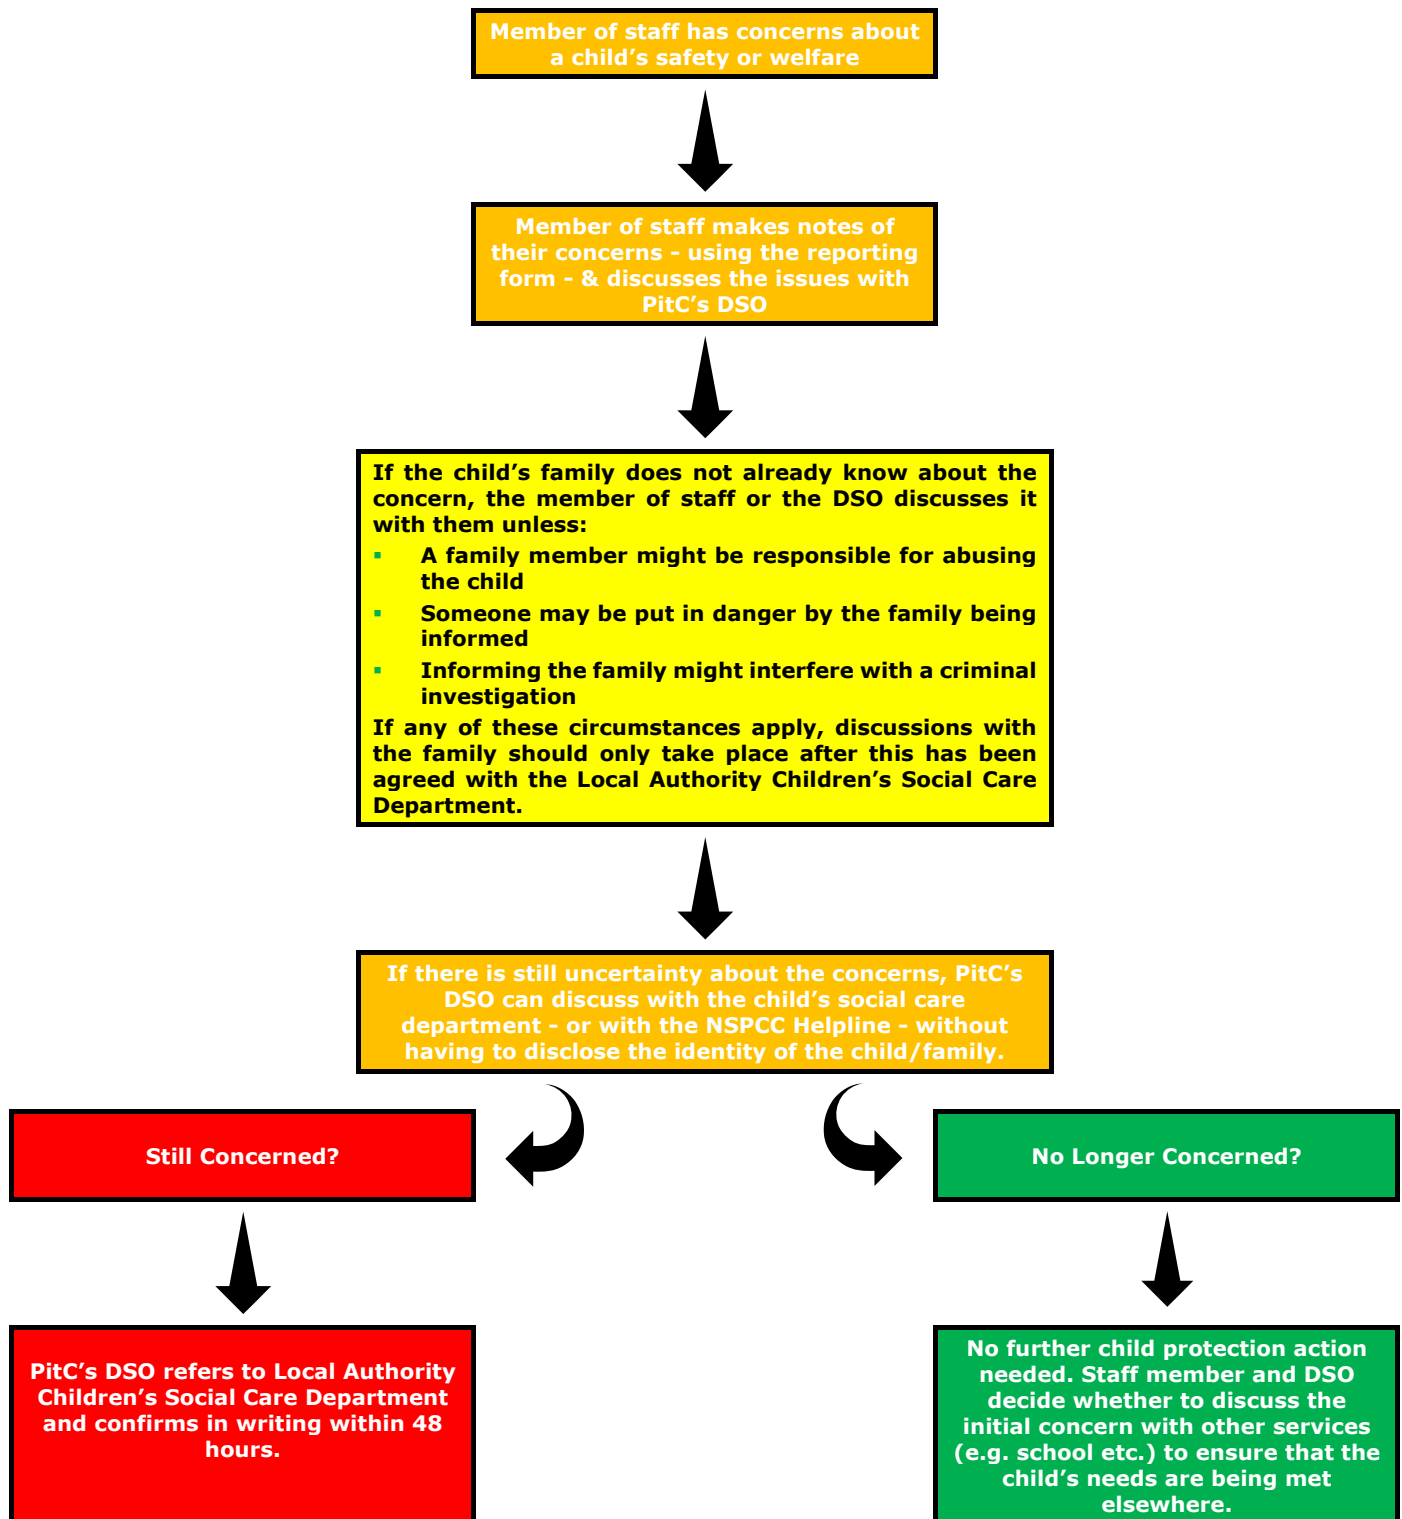 Member of staff has concerns about
a child’s safety or welfare
Member of staff makes notes of
their concerns – using the reporting
form – & discusses the issues with
PitC’s DSO
If the child’s family does not already know about the
concern, the member of staff or the DSO discusses it
with them unless:
▪ A family member might be responsible for abusing
the child
▪ Someone may be put in danger by the family being
informed
▪ Informing the family might interfere with a criminal
investigation
If any of these circumstances apply, discussions with
the family should only take place after this has been
agreed with the Local Authority Children’s Social Care
Department.
If there is still uncertainty about the concerns, PitC’s
DSO can discuss with the child’s social care
department – or with the NSPCC Helpline – without
having to disclose the identity of the child/family.
Still Concerned?
No Longer Concerned?
PitC’s DSO refers to Local Authority
Children’s Social Care Department
and confirms in writing within 48
hours.
No further child protection action
needed. Staff member and DSO
decide whether to discuss the
initial concern with other services
(e.g. school etc.) to ensure that the
child’s needs are being met
elsewhere.